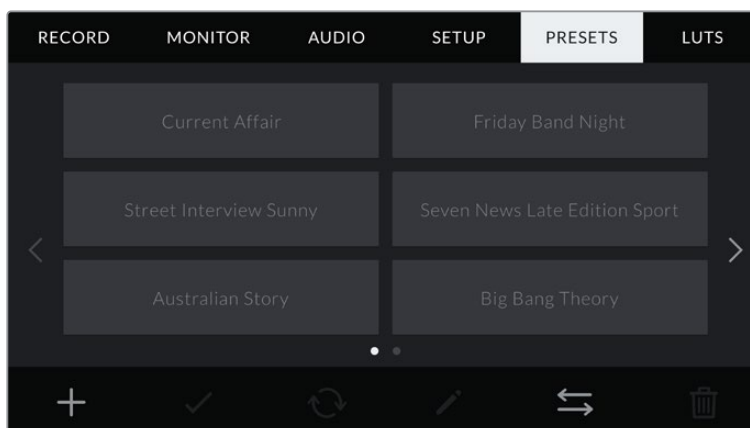 RECORD MONITOR AUDIO SETUP PRESETS LUTS
Current Affair Friday Band Night
Street Interview Sunny Seven News Late Edition Sport
Australian Story Big Bang Theory